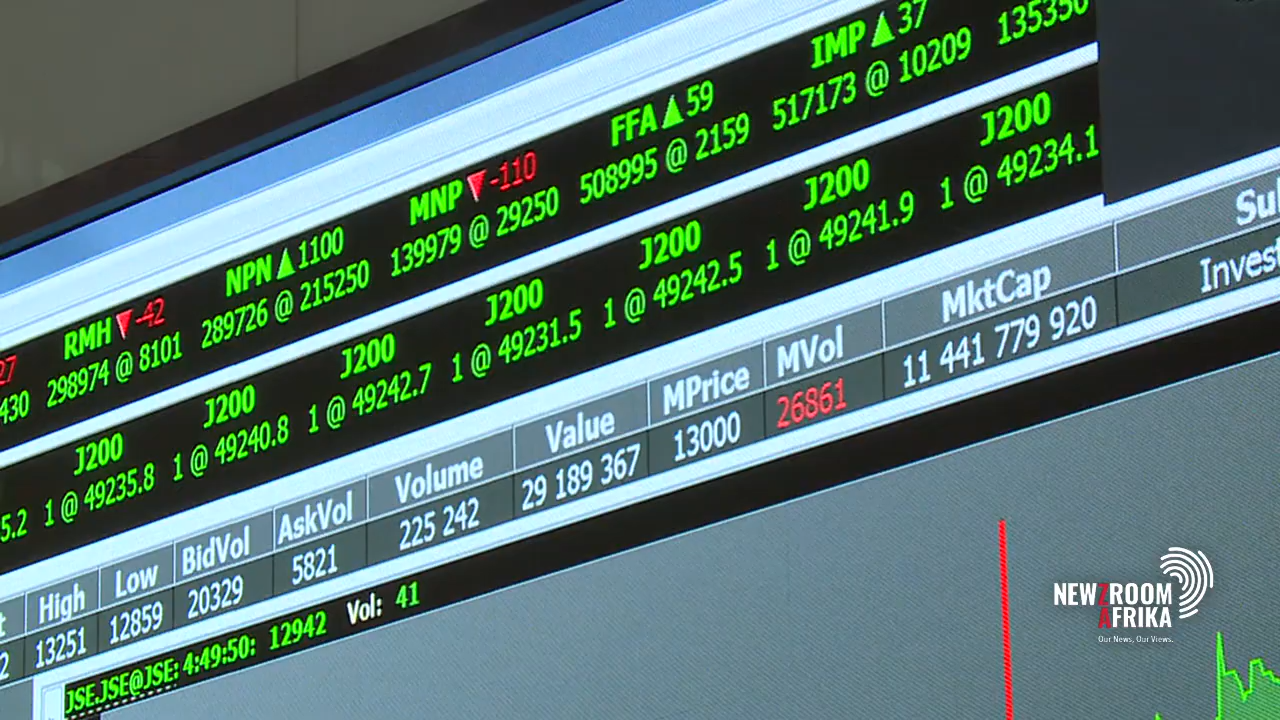 27 RMH ▼-42 NPN ▲1100 MNP ▼-110 FFA ▲59 IMP ▲37
430 298974 @ 8101 289726 @ 215250 139979 @ 29250 508995 @ 2159 517173 @ 10209 135350
J200 J200 J200 J200 J200 J200 J200
5.2 1 @ 49235.8 1 @ 49240.8 1 @ 49242.7 1 @ 49231.5 1 @ 49242.5 1 @ 49241.9 1 @ 49234.1
High Low BidVol AskVol Volume Value MPrice MVol MktCap
2 13251 12859 20329 5821 225 242 29 189 367 13000 26861 11 441 779 920
JSE.JSE@JSE: 4:49:50: 12942 Vol: 41
NEWZROOM
AFRIKA
Our News, Our Views.